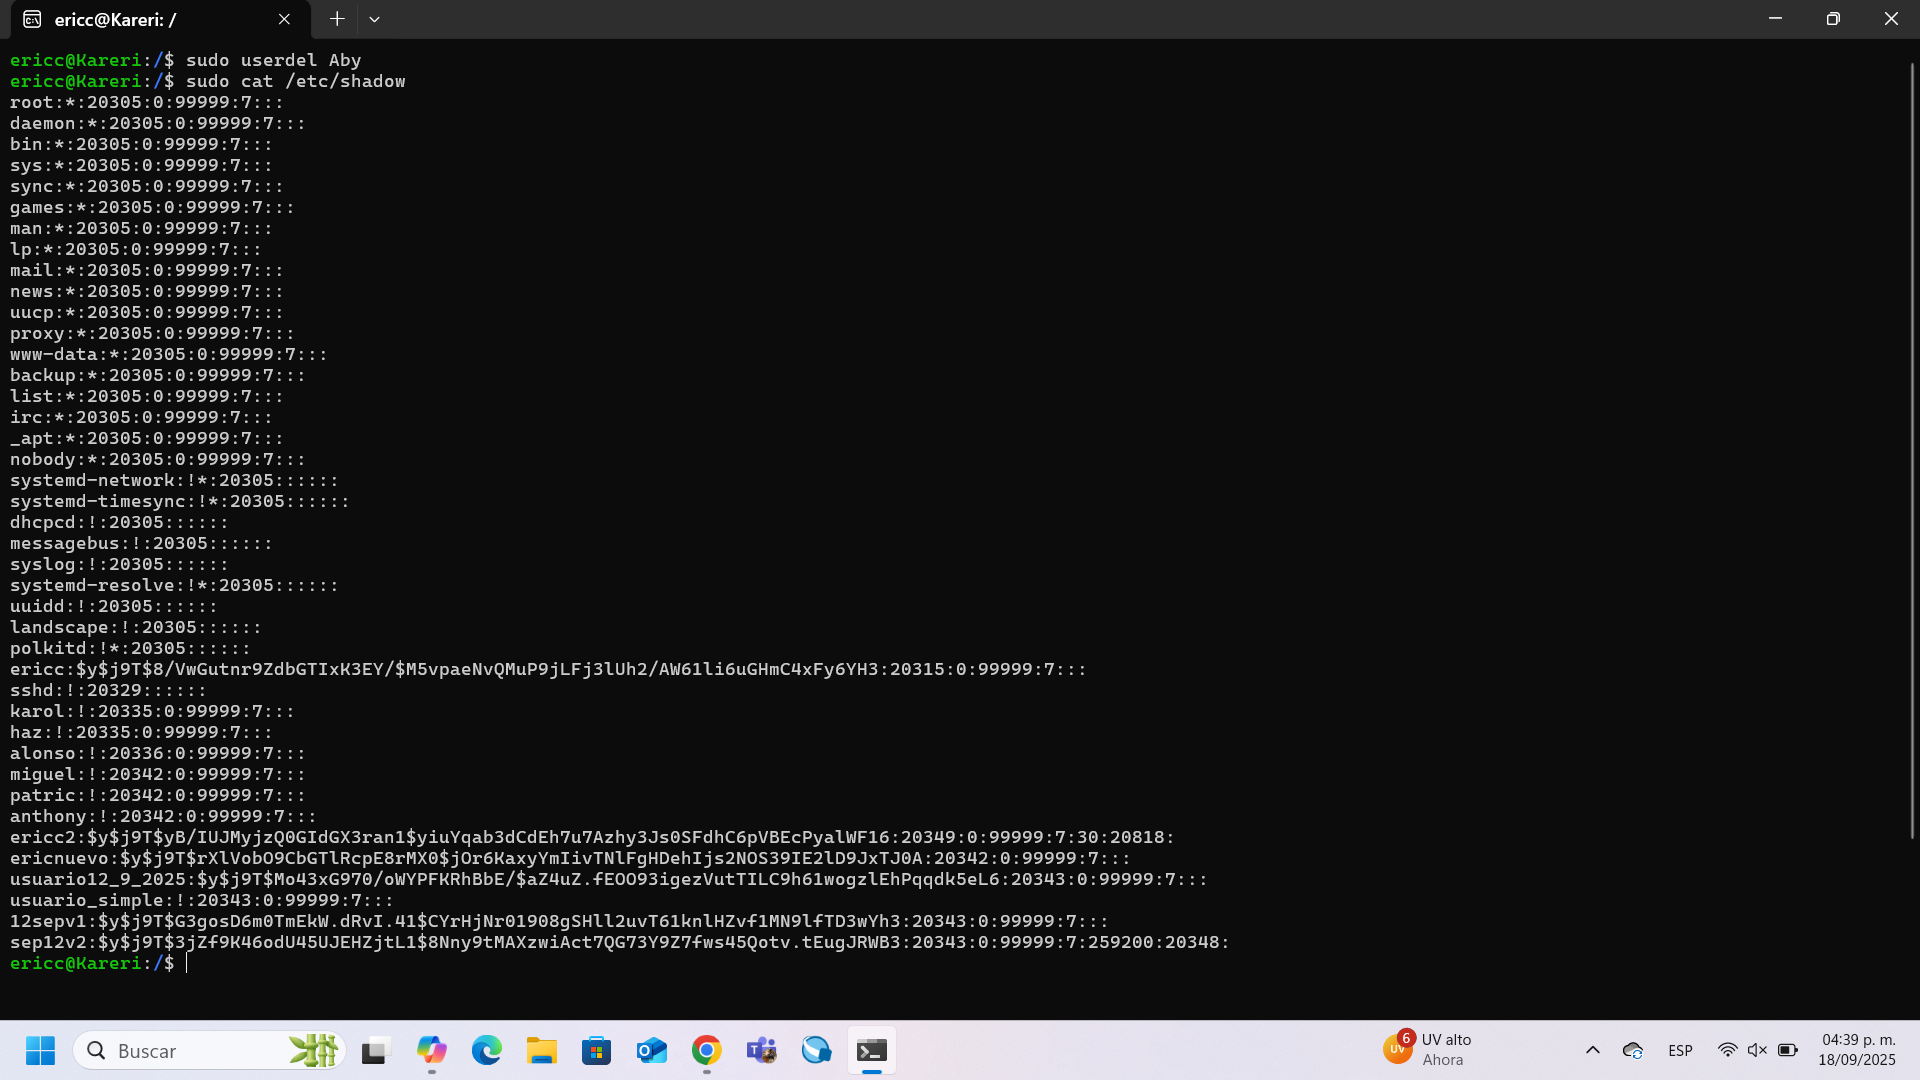 ericc@Kareri: /
ericc@Kareri:/$ sudo userdel Aby
ericc@Kareri:/$ sudo cat /etc/shadow
root:*:20305:0:99999:7:::
daemon:*:20305:0:99999:7:::
bin:*:20305:0:99999:7:::
sys:*:20305:0:99999:7:::
sync:*:20305:0:99999:7:::
games:*:20305:0:99999:7:::
man:*:20305:0:99999:7:::
lp:*:20305:0:99999:7:::
mail:*:20305:0:99999:7:::
news:*:20305:0:99999:7:::
uucp:*:20305:0:99999:7:::
proxy:*:20305:0:99999:7:::
www-data:*:20305:0:99999:7:::
backup:*:20305:0:99999:7:::
list:*:20305:0:99999:7:::
irc:*:20305:0:99999:7:::
_apt:*:20305:0:99999:7:::
nobody:*:20305:0:99999:7:::
systemd-network:!*:20305::::::
systemd-timesync:!*:20305::::::
dhcpcd:!:20305::::::
messagebus:!:20305::::::
syslog:!:20305::::::
systemd-resolve:!*:20305::::::
uuidd:!:20305::::::
landscape:!:20305::::::
polkitd:!*:20305::::::
ericc:$y$j9T$8/VwGutnr9ZdbGTIxK3EY/$M5vpaeNvQMuP9jLFj3lUh2/AW61li6uGHmC4xFy6YH3:20315:0:99999:7:::
sshd:!:20329::::::
karol:!:20335:0:99999:7:::
haz:!:20335:0:99999:7:::
alonso:!:20336:0:99999:7:::
miguel:!:20342:0:99999:7:::
patric:!:20342:0:99999:7:::
anthony:!:20342:0:99999:7:::
ericc2:$y$j9T$yB/IUJMyjzQ0GIdGX3ran1$yiuYqab3dCdEh7u7Azhy3Js0SFdhC6pVBEcPyalWF16:20349:0:99999:7:30:20818:
ericnuevo:$y$j9T$rXlVobO9CbGTlRcpE8rMX0$jOr6KaxyYmIivTNlFgHDehIjs2NOS39IE2lD9JxTJ0A:20342:0:99999:7:::
usuario12_9_2025:$y$j9T$Mo43xG970/oWYPFKRhBbE/$aZ4uZ.fEOO93igezVutTILC9h61wogzlEhPqqdk5eL6:20343:0:99999:7:::
usuario_simple:!:20343:0:99999:7:::
12sepv1:$y$j9T$G3gosD6m0TmEkW.dRvI.41$CYrHjNr01908gSHll2uvT61knlHZvf1MN9lfTD3wYh3:20343:0:99999:7:::
sep12v2:$y$j9T$3jZf9K46odU45UJEHZjtL1$8Nny9tMAXzwiAct7QG73Y9Z7fws45Qotv.tEugJRWB3:20343:0:99999:7:259200:20348:
ericc@Kareri:/$
Buscar
6
UV
UV alto
Ahora
ESP
04:39 p. m.
18/09/2025